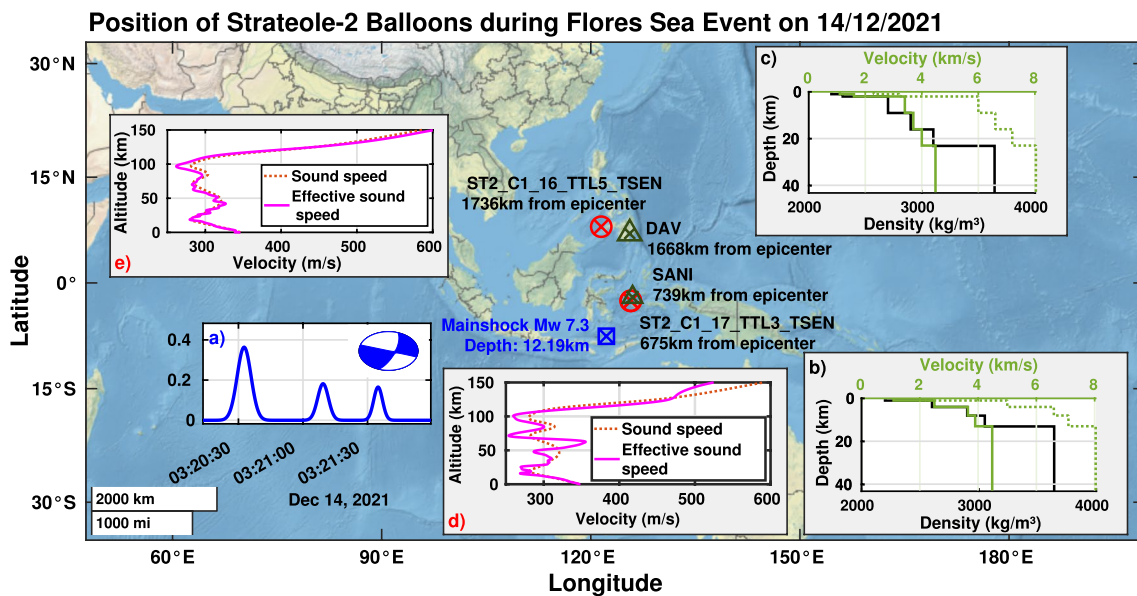 Position of Strateole-2 Balloons during Flores Sea Event on 14/12/2021
Latitude
30°N
15°N
0°
15°S
30°S
60°E
90°E
120°E
150°E
180°E
Longitude
e)
Altitude (km)
150
100
50
0
300
400
500
600
Velocity (m/s)
Sound speed
Effective sound
speed
c)
Velocity (km/s)
0
2
4
6
8
Depth (km)
0
20
40
2000
3000
4000
Density (kg/m³)
ST2_C1_16_TTL5_TSEN
1736km from epicenter
DAV
1668km from epicenter
SANI
739km from epicenter
ST2_C1_17_TTL3_TSEN
675km from epicenter
Mainshock Mw 7.3
Depth: 12.19km
a)
0.4
0.2
0
03:20:30
03:21:00
03:21:30
Dec 14, 2021
2000 km
1000 mi
d)
Altitude (km)
150
100
50
0
300
400
500
600
Velocity (m/s)
Sound speed
Effective sound
speed
b)
Velocity (km/s)
0
2
4
6
8
Depth (km)
0
20
40
2000
3000
4000
Density (kg/m³)